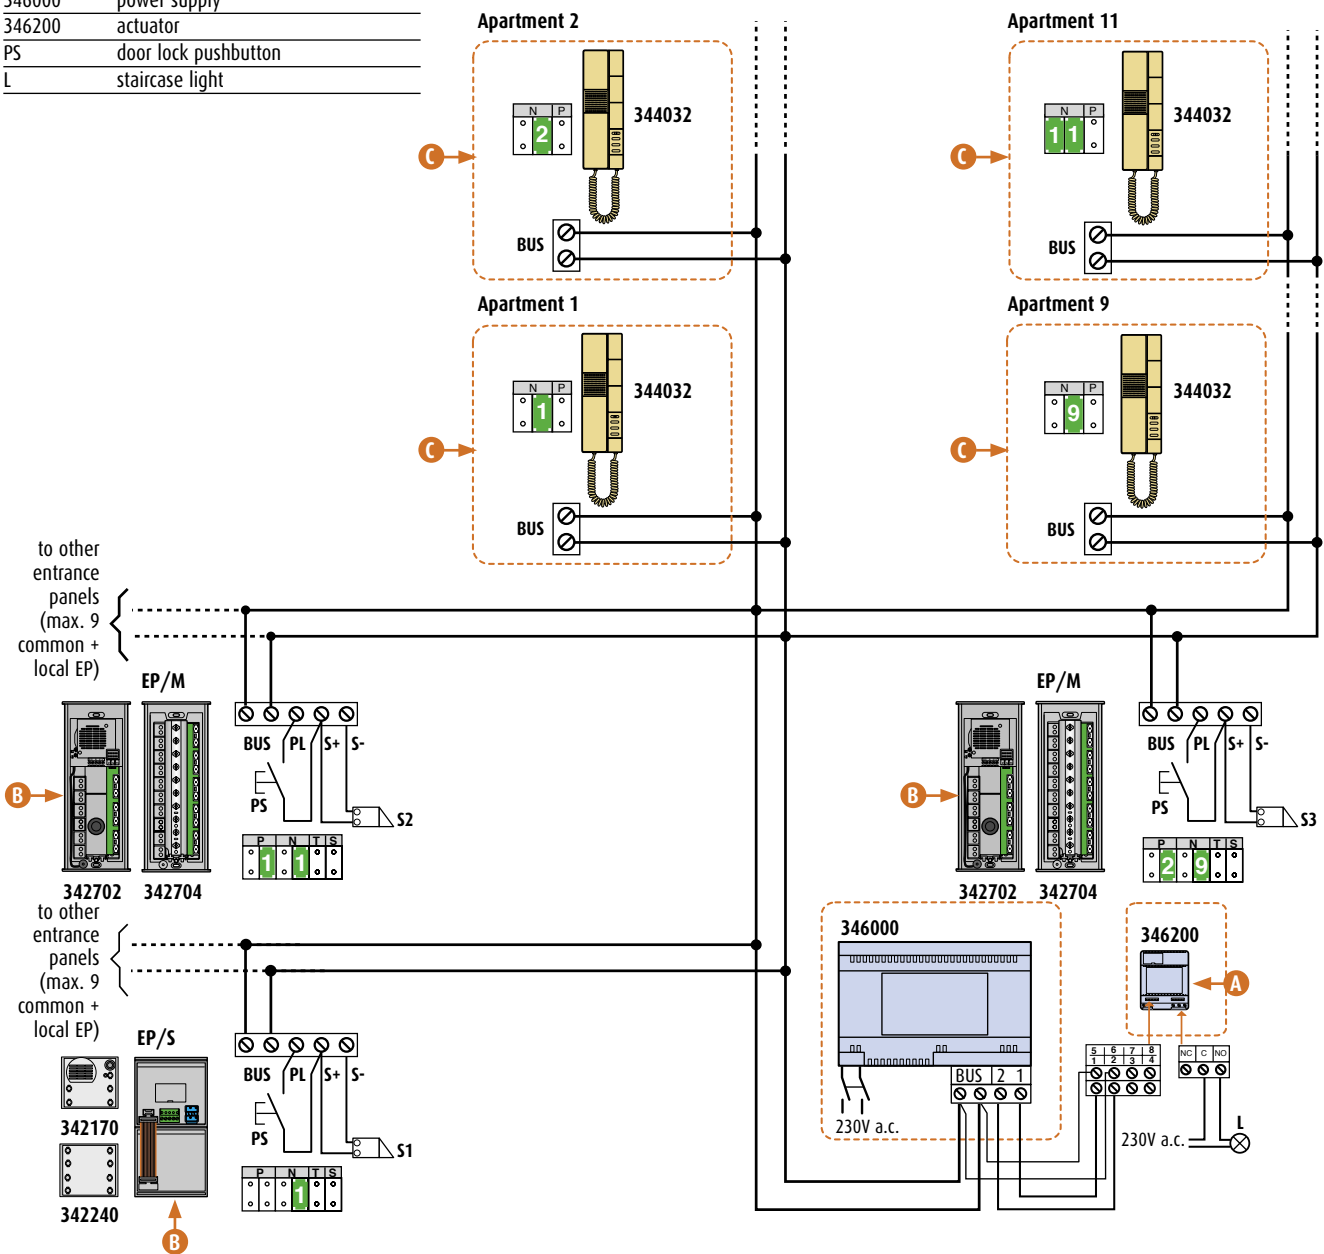 346000 power supply
346200 actuator
PS door lock pushbutton
L staircase light
Apartment 2
N P
2
344032
C
BUS
Apartment 11
N P
1 1
344032
C
BUS
Apartment 1
N P
1
344032
C
BUS
Apartment 9
N P
9
344032
C
BUS
to other
entrance
panels
(max. 9
common +
local EP)
EP/M
BUS PL S+ S-
PS
S2
B
P N T S
1 1
342702 342704
EP/M
BUS PL S+ S-
PS
S3
B
P N T S
2 9
342702 342704
to other
entrance
panels
(max. 9
common +
local EP)
EP/S
BUS PL S+ S-
PS
S1
342170
342240
P N T S
1
B
346000
BUS 2 1
230V a.c.
346200
A
5 6 7 8
1 2 3 4
NC C NO
230V a.c.
L